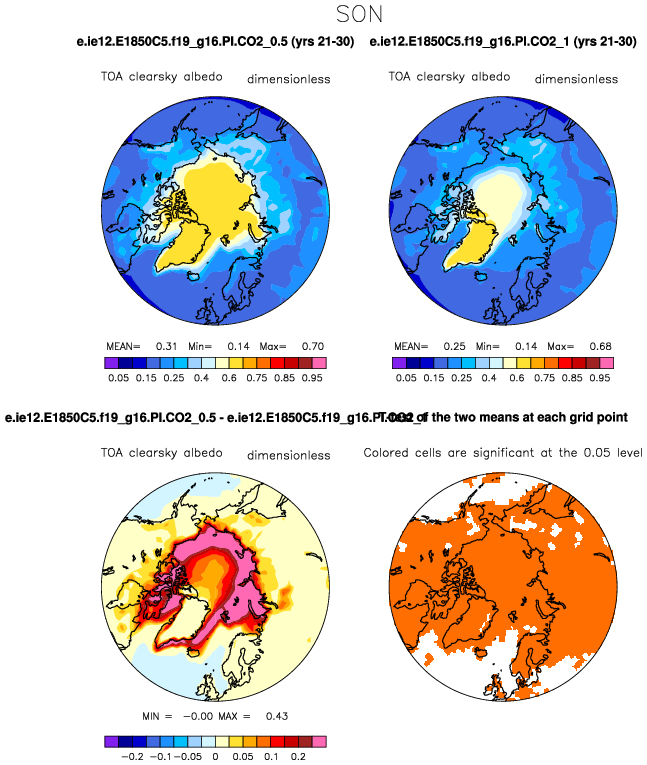 SON
e.ie12.E1850C5.f19_g16.PI.CO2_0.5 (yrs 21-30) e.ie12.E1850C5.f19_g16.PI.CO2_1 (yrs 21-30)
TOA clearsky albedo dimensionless TOA clearsky albedo dimensionless
MEAN= 0.31 Min= 0.14 Max= 0.70 MEAN= 0.25 Min= 0.14 Max= 0.68
0.05 0.15 0.25 0.4 0.6 0.75 0.85 0.95 0.05 0.15 0.25 0.4 0.6 0.75 0.85 0.95
e.ie12.E1850C5.f19_g16.PI.CO2_0.5 - e.ie12.E1850C5.f19_g16.PI.CO2_1 of the two means at each grid point
TOA clearsky albedo dimensionless Colored cells are significant at the 0.05 level
MIN = -0.00 MAX = 0.43
-0.2 -0.1 -0.05 0 0.05 0.1 0.2